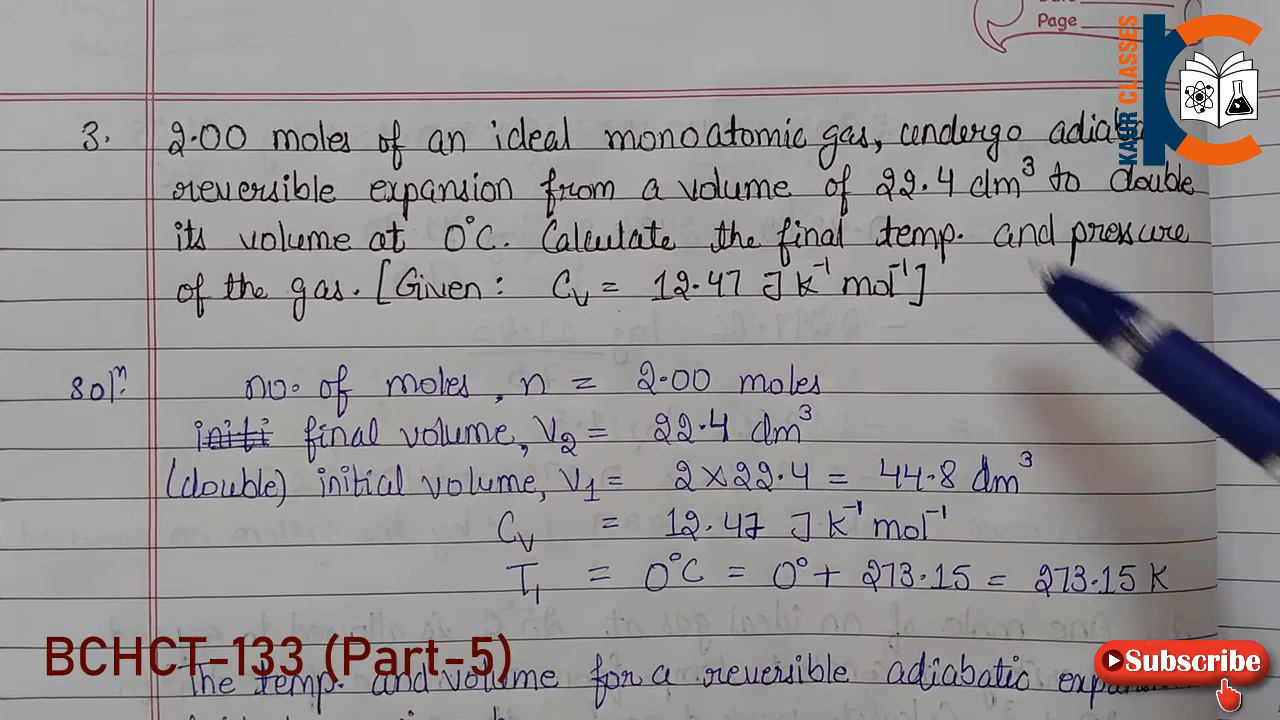 Page
KAUR CLASSES
3. 2.00 moles of an ideal monoatomic gas, undergo
reversible expansion from a volume of 22.4 dm³ to double
its volume at 0°C. Calculate the final temp. and pressure
of the gas. [Given: Cv = 12.47 J K⁻¹ mol⁻¹]
Solⁿ. no. of moles, n = 2.00 moles
final volume, V₂ = 22.4 dm³
(double) initial volume, V₁ = 2×22.4 = 44.8 dm³
Cv = 12.47 J K⁻¹ mol⁻¹
T₁ = 0°C = 0° + 273.15 = 273.15 K
The temp. and volume for a reversible adiabatic
BCHCT-133 (Part-5)
Subscribe